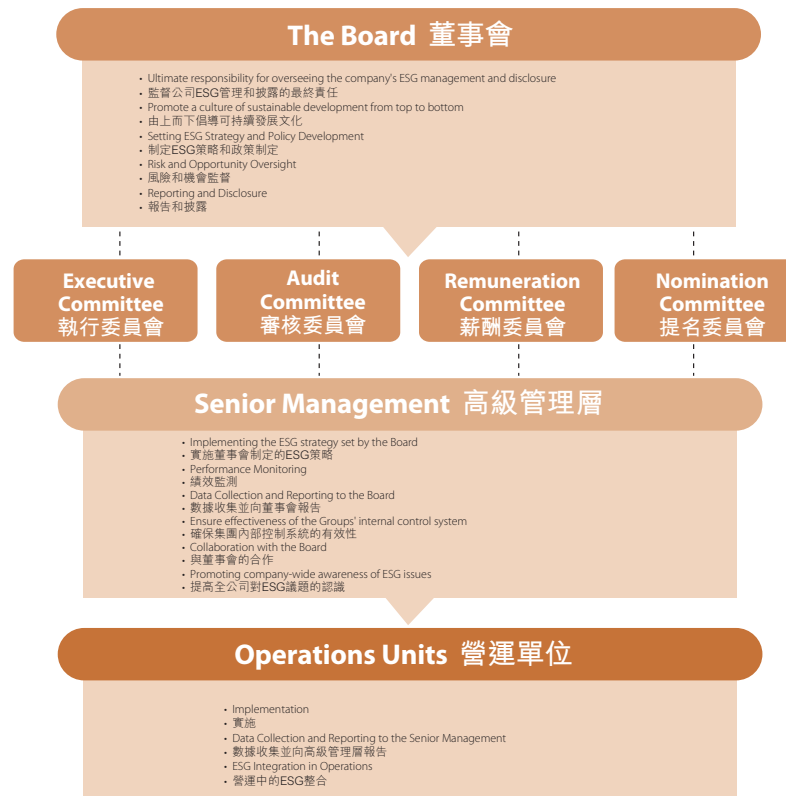 The Board 董事會
• Ultimate responsibility for overseeing the company's ESG management and disclosure
• 監督公司ESG管理和披露的最終責任
• Promote a culture of sustainable development from top to bottom
• 由上而下倡導可持續發展文化
• Setting ESG Strategy and Policy Development
• 制定ESG策略和政策制定
• Risk and Opportunity Oversight
• 風險和機會監督
• Reporting and Disclosure
• 報告和披露
Executive
Committee
執行委員會
Audit
Committee
審核委員會
Remuneration
Committee
薪酬委員會
Nomination
Committee
提名委員會
Senior Management 高級管理層
• Implementing the ESG strategy set by the Board
• 實施董事會制定的ESG策略
• Performance Monitoring
• 績效監測
• Data Collection and Reporting to the Board
• 數據收集並向董事會報告
• Ensure effectiveness of the Groups' internal control system
• 確保集團內部控制系統的有效性
• Collaboration with the Board
• 與董事會的合作
• Promoting company-wide awareness of ESG issues
• 提高全公司對ESG議題的認識
Operations Units 營運單位
• Implementation
• 實施
• Data Collection and Reporting to the Senior Management
• 數據收集並向高級管理層報告
• ESG Integration in Operations
• 營運中的ESG整合